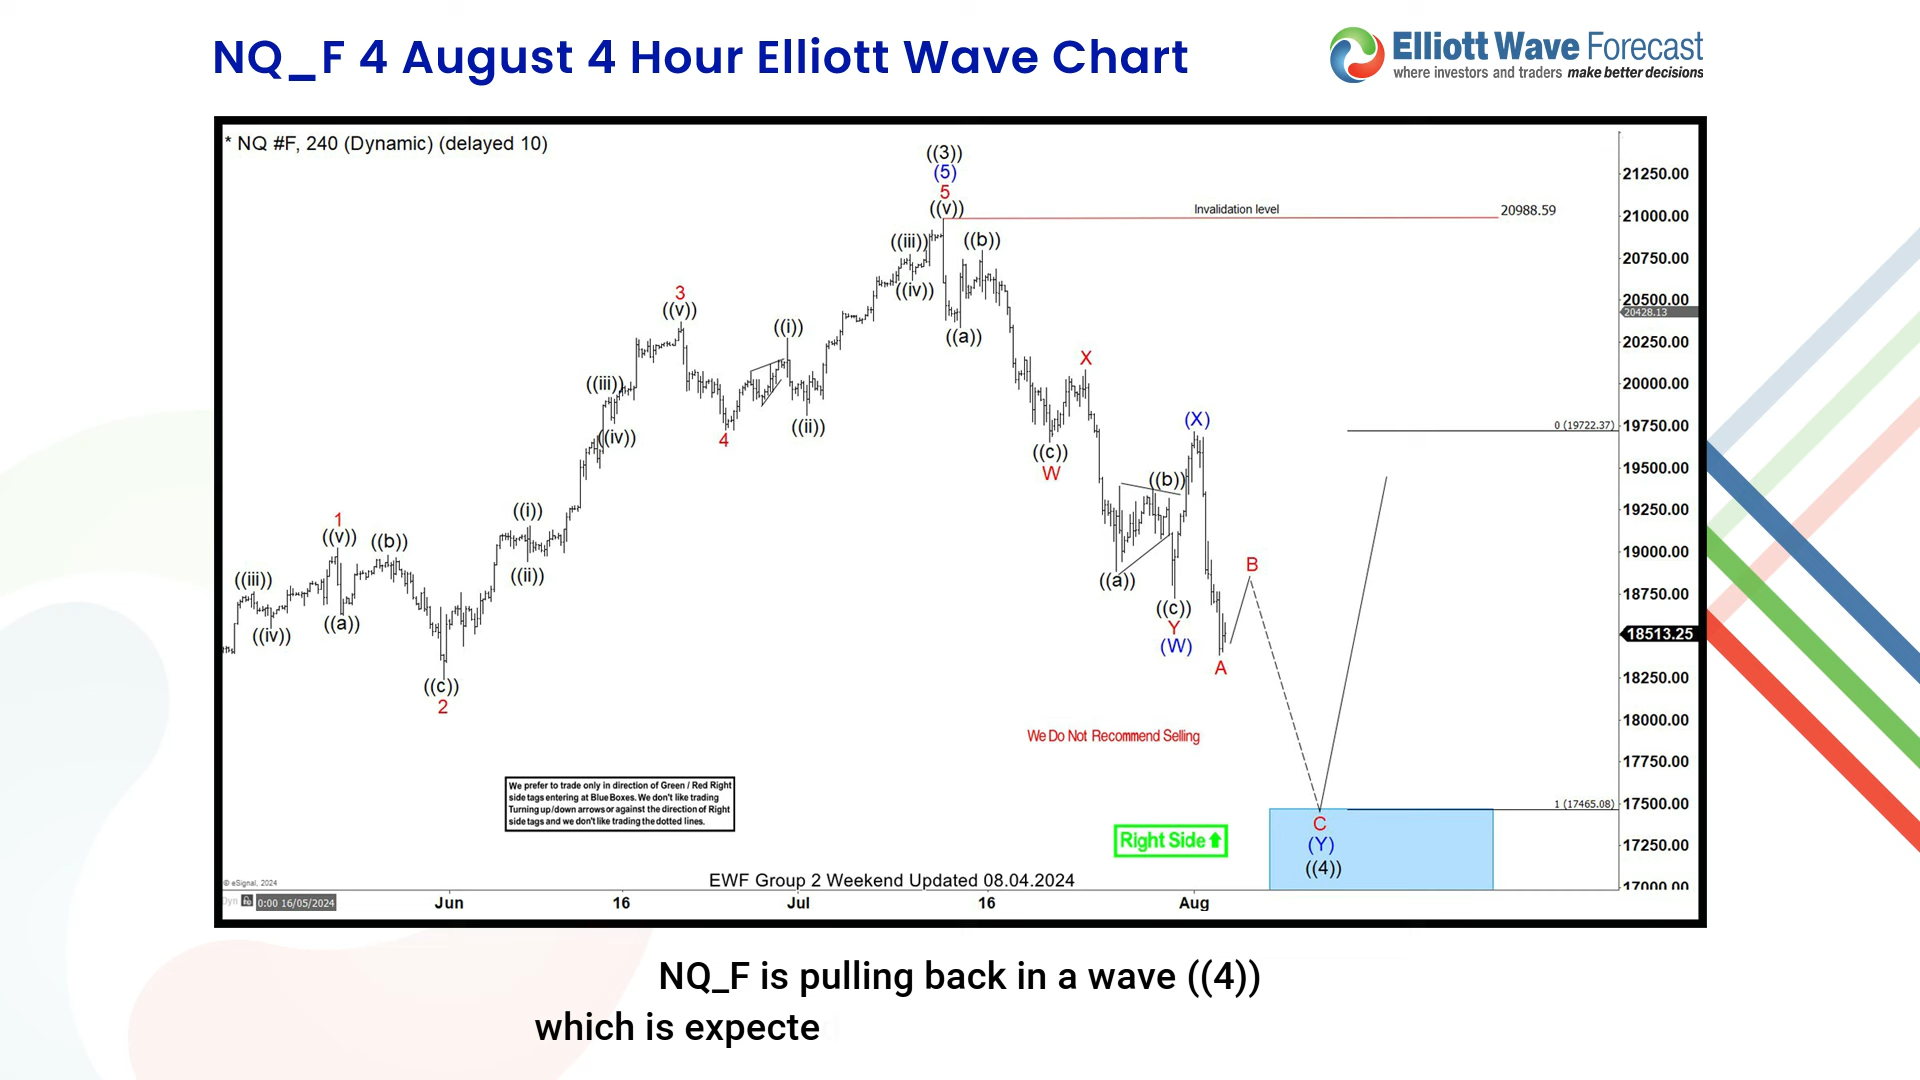 NQ_F 4 August 4 Hour Elliott Wave Chart
Elliott Wave Forecast
where investors and traders make better decisions
* NQ #F, 240 (Dynamic) (delayed 10)
((3))
(5)
5
((v))
Invalidation level
20988.59
21250.00
21000.00
20750.00
20500.00
20428.13
20250.00
20000.00
19750.00
19500.00
19250.00
19000.00
18750.00
18513.25
18250.00
18000.00
17750.00
17500.00
17250.00
17000.00
((iii))
((b))
((iv))
((a))
3
((v))
((i))
X
((iii))
((iv))
4
((ii))
(X)
0 (19722.37)
((c))
W
((b))
1
((v))
((b))
((i))
((iii))
((ii))
((a))
B
((iv))
((a))
((c))
Y
(W)
A
((c))
2
We Do Not Recommend Selling
We prefer to trade only in direction of Green / Red Right
side tags entering at Blue Boxes. We don't like trading
Turning up/down arrows or against the direction of Right
side tags and we don't like trading the dotted lines.
1 (17465.08)
C
(Y)
((4))
Right Side
EWF Group 2 Weekend Updated 08.04.2024
© eSignal, 2024
Dyn
0:00 16/05/2024
Jun
16
Jul
16
Aug
NQ_F is pulling back in a wave ((4))
which is expecte